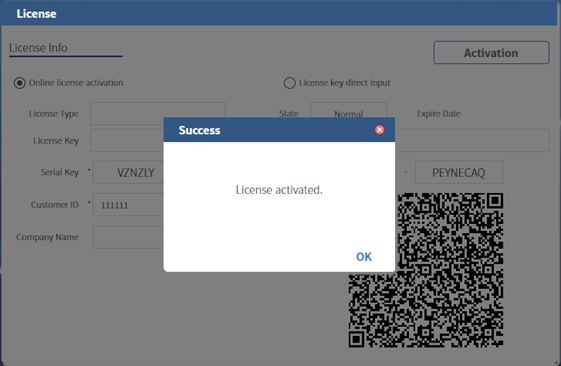 License
License Info
Activation
Online license activation
License key direct input
License Type
State
Normal
Expire Date
License Key
Success
Serial Key * VZNZLY - PEYNECAQ
License activated.
Customer ID * 111111
Company Name
OK